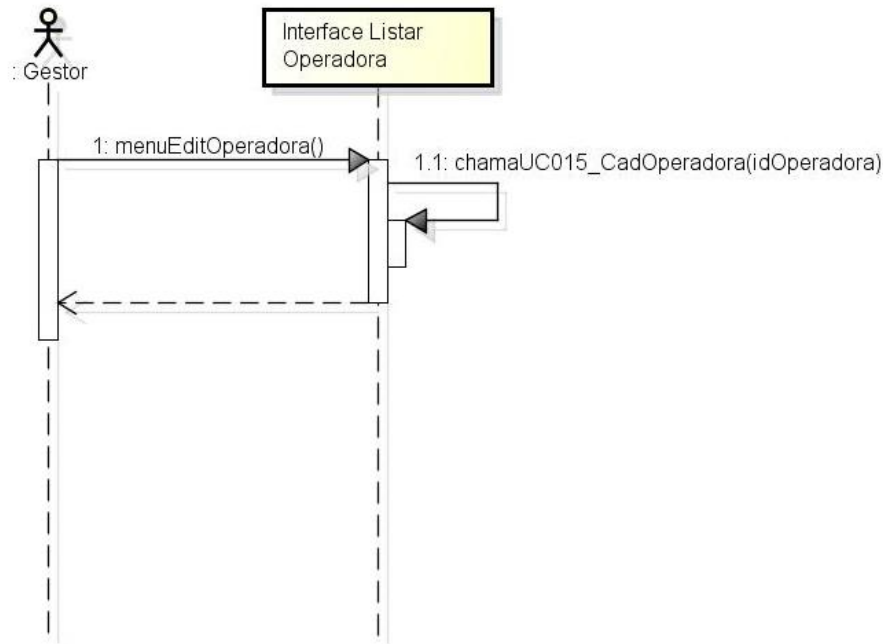 : Gestor
Interface Listar
Operadora
1: menuEditOperadora()
1.1: chamaUC015_CadOperadora(idOperadora)